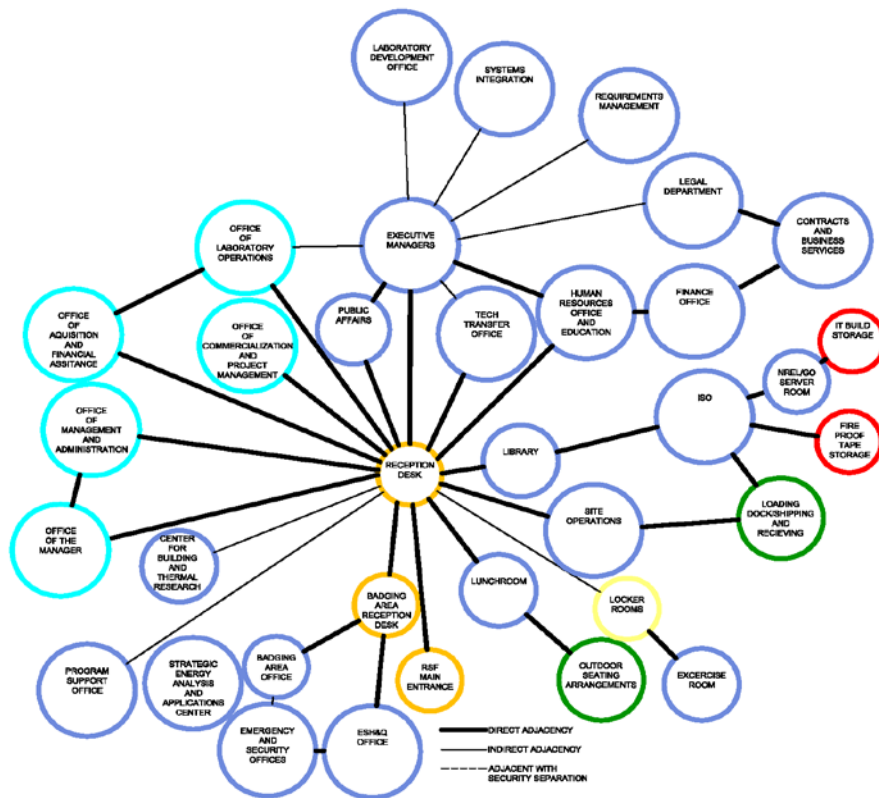 LABORATORY
DEVELOPMENT
OFFICE
SYSTEMS
INTEGRATION
REQUIREMENTS
MANAGEMENT
LEGAL
DEPARTMENT
OFFICE
OF
LABORATORY
OPERATIONS
EXECUTIVE
MANAGERS
CONTRACTS
AND
BUSINESS
SERVICES
FINANCE
OFFICE
HUMAN
RESOURCES
OFFICE
AND
EDUCATION
PUBLIC
AFFAIRS
TECH
TRANSFER
OFFICE
OFFICE
OF
AQUISITION
AND
FINANCIAL
ASSITANCE
OFFICE
OF
COMMERCIALIZATION
AND
PROJECT
MANAGEMENT
IT BUILD
STORAGE
NREL/GO
SERVER
ROOM
ISO
FIRE
PROOF
TAPE
STORAGE
OFFICE
OF
MANAGEMENT
AND
ADMINISTRATION
RECEPTION
DESK
LIBRARY
SITE
OPERATIONS
LOADING
DOCK/SHIPPING
AND
RECIEVING
OFFICE
OF THE
MANAGER
CENTER
FOR
BUILDING
AND
THERMAL
RESEARCH
LUNCHROOM
LOCKER
ROOMS
BADGING
AREA
RECEPTION
DESK
PROGRAM
SUPPORT
OFFICE
STRATEGIC
ENERGY
ANALYSIS
AND
APPLICATIONS
CENTER
BADGING
AREA
OFFICE
RSF
MAIN
ENTRANCE
OUTDOOR
SEATING
ARRANGEMENTS
EXCERCISE
ROOM
EMERGENCY
AND
SECURITY
OFFICES
ESH&Q
OFFICE
DIRECT ADJACENCY
INDIRECT ADJACENCY
ADJACENT WITH
SECURITY SEPARATION